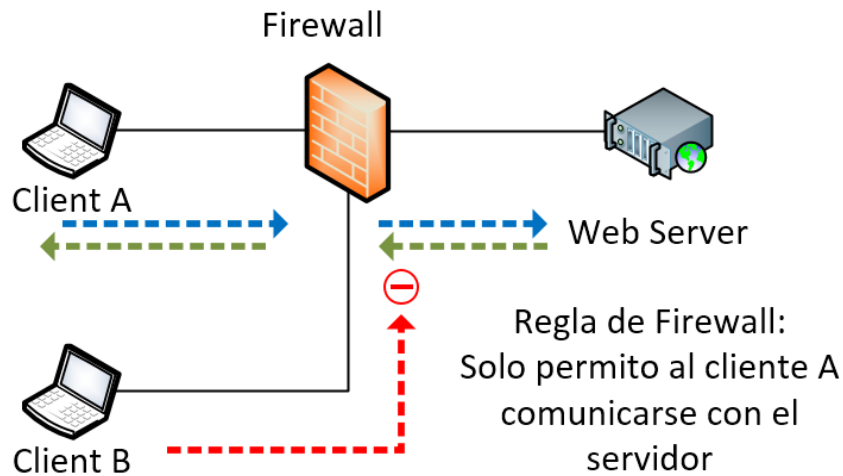 Firewall
Client A
Web Server
Regla de Firewall:
Solo permito al cliente A
comunicarse con el
servidor
Client B